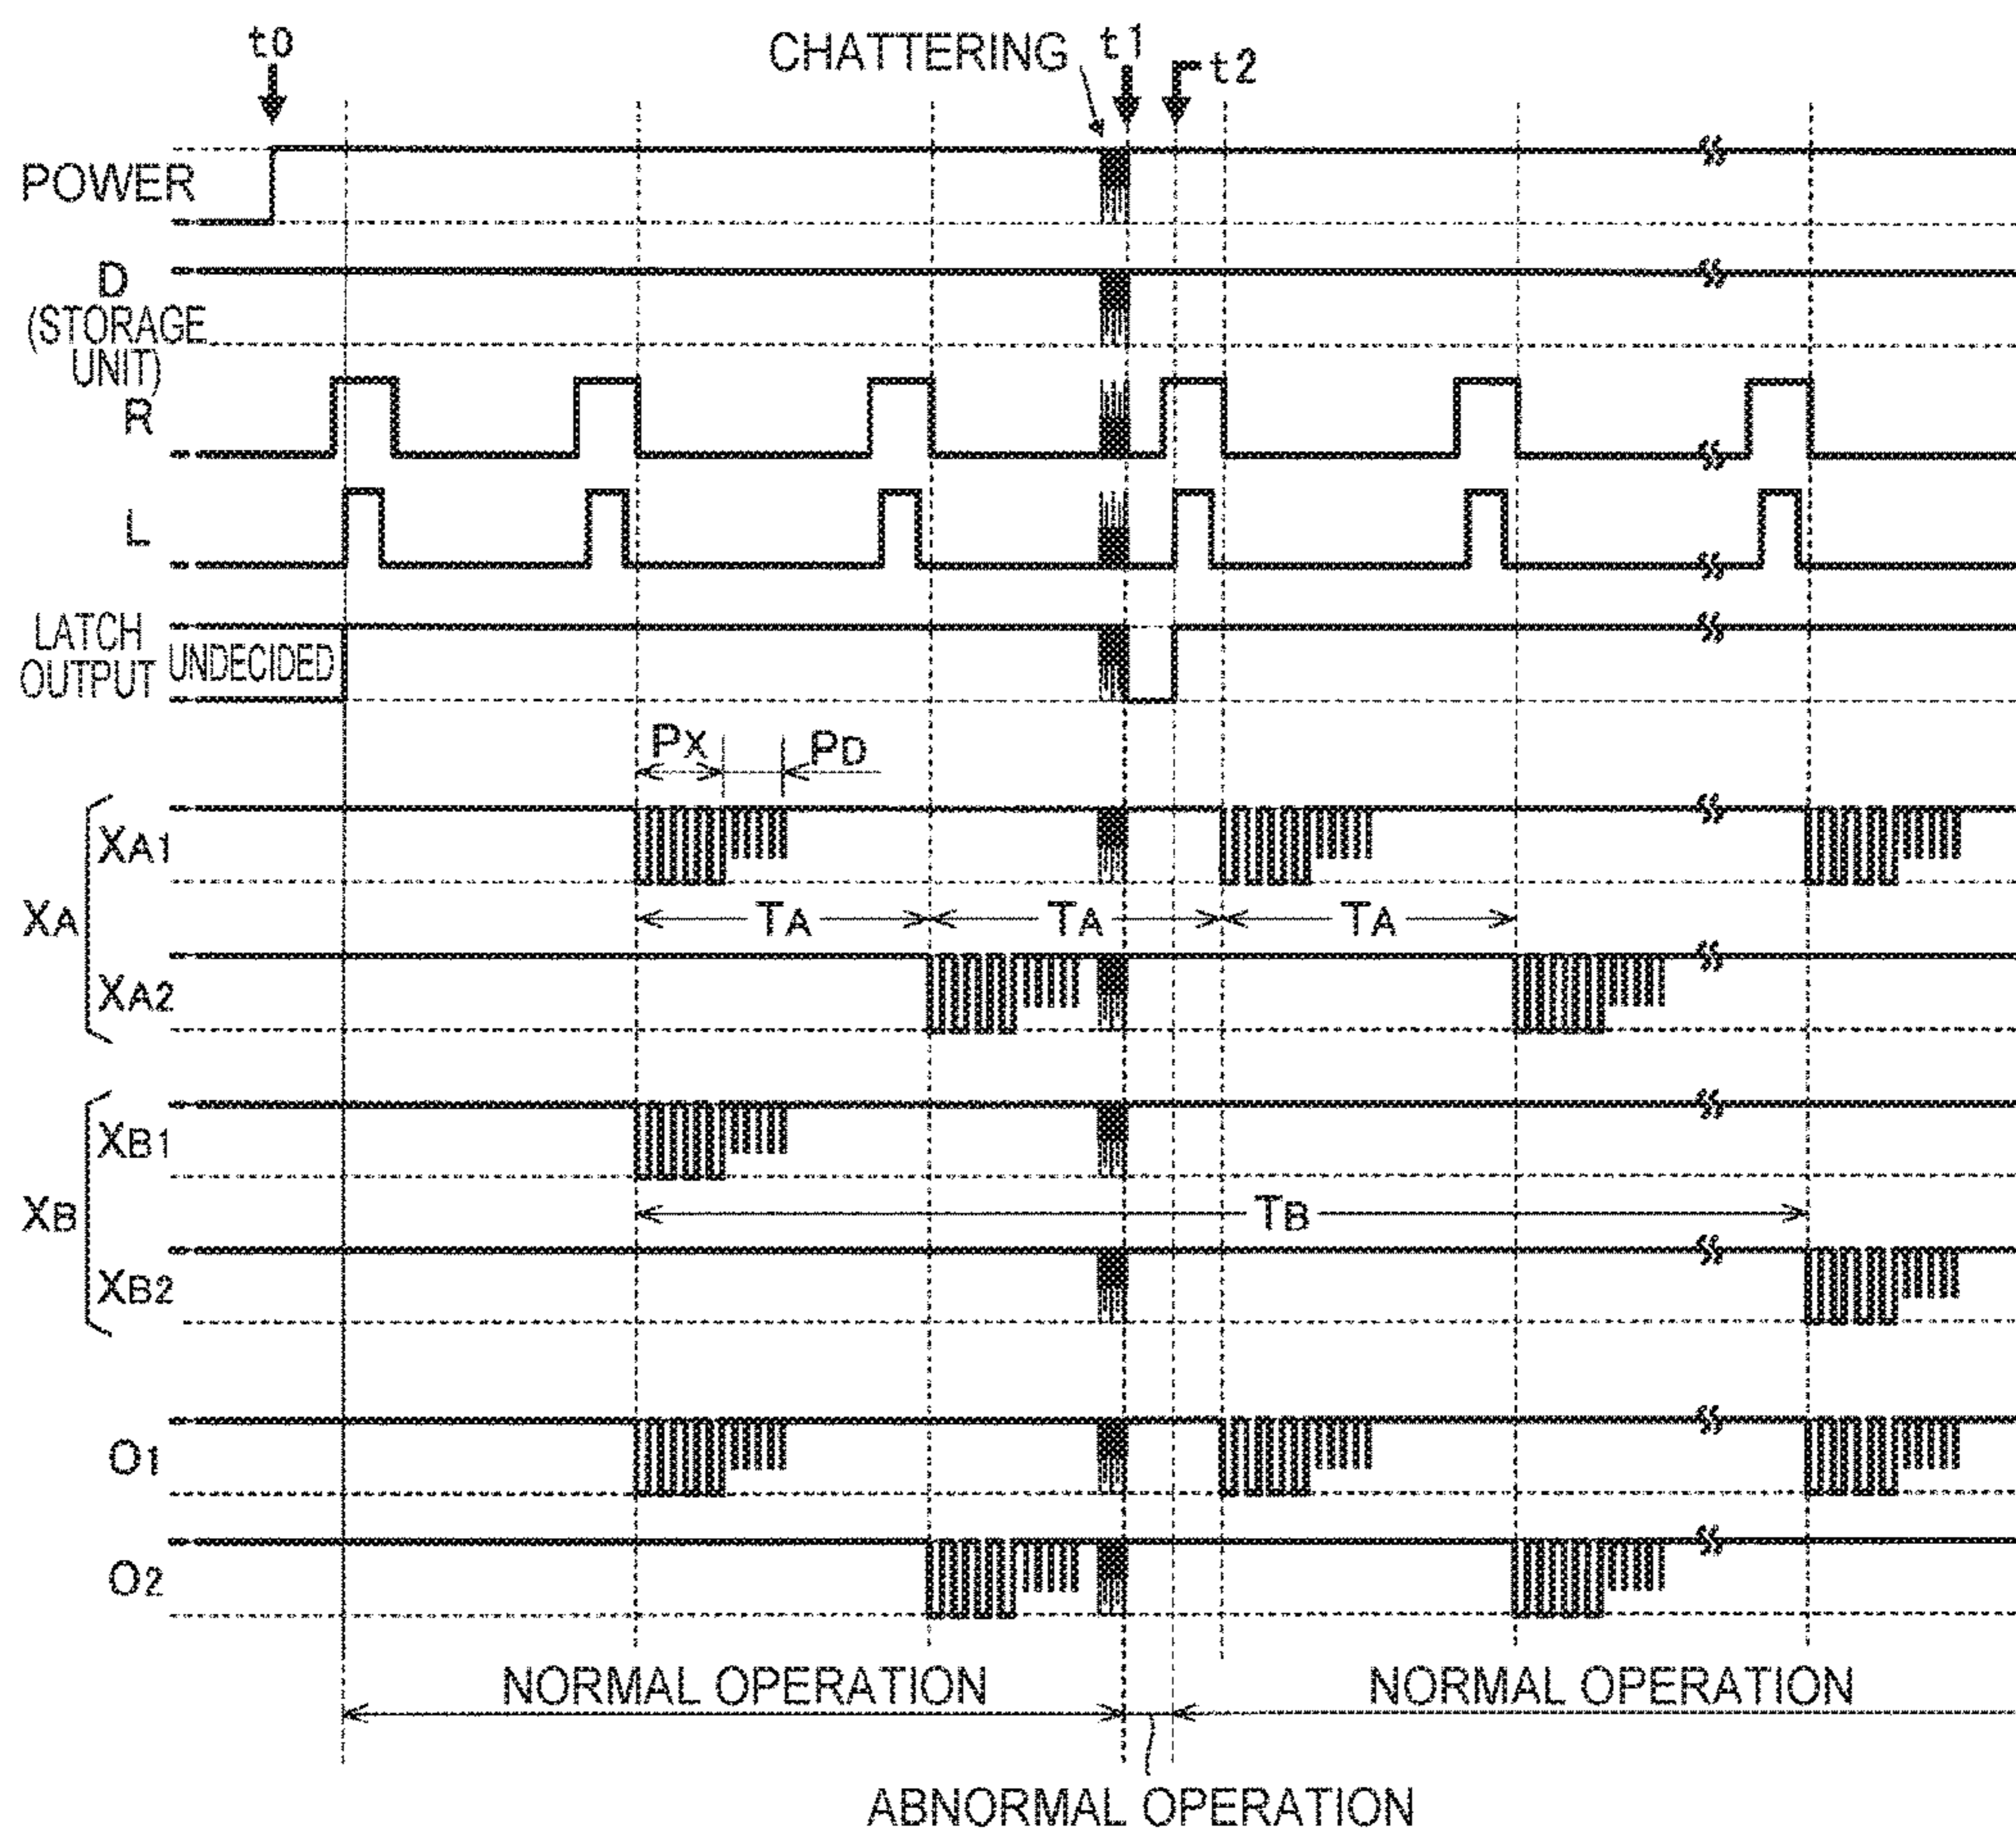 t0
CHATTERING t1
t2
POWER
D
(STORAGE
UNIT)
R
L
LATCH
OUTPUT UNDECIDED
PX PD
XA1
XA TA TA TA
XA2
XB1
XB TB
XB2
O1
O2
NORMAL OPERATION NORMAL OPERATION
ABNORMAL OPERATION